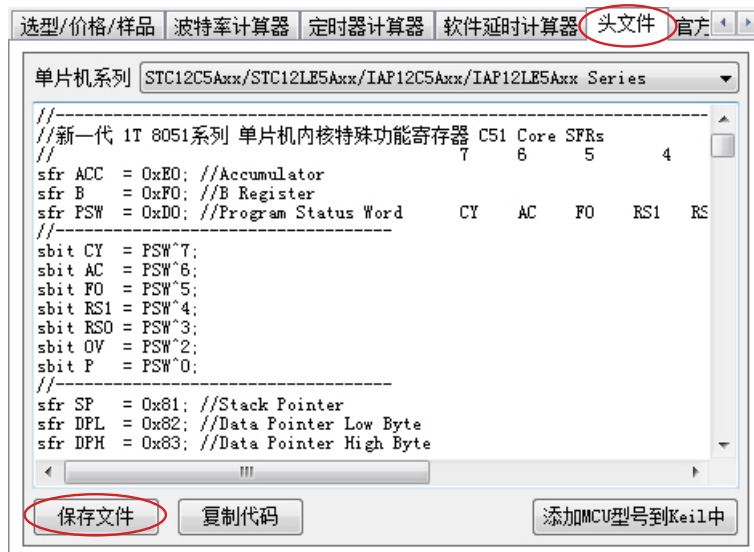 选型/价格/样品 波特率计算器 定时器计算器 软件延时计算器 头文件 官方
单片机系列 STC12C5Axx/STC12LE5Axx/IAP12C5Axx/IAP12LE5Axx Series
//-------------------------------------------------------------------------------
//新一代 1T 8051系列 单片机内核特殊功能寄存器 C51 Core SFRs
// 7 6 5 4
sfr ACC = 0xE0; //Accumulator
sfr B = 0xF0; //B Register
sfr PSW = 0xD0; //Program Status Word CY AC F0 RS1 RS
//-----------------------------------
sbit CY = PSW^7;
sbit AC = PSW^6;
sbit F0 = PSW^5;
sbit RS1 = PSW^4;
sbit RS0 = PSW^3;
sbit OV = PSW^2;
sbit P = PSW^0;
//-----------------------------------
sfr SP = 0x81; //Stack Pointer
sfr DPL = 0x82; //Data Pointer Low Byte
sfr DPH = 0x83; //Data Pointer High Byte
保存文件 复制代码 添加MCU型号到Keil中